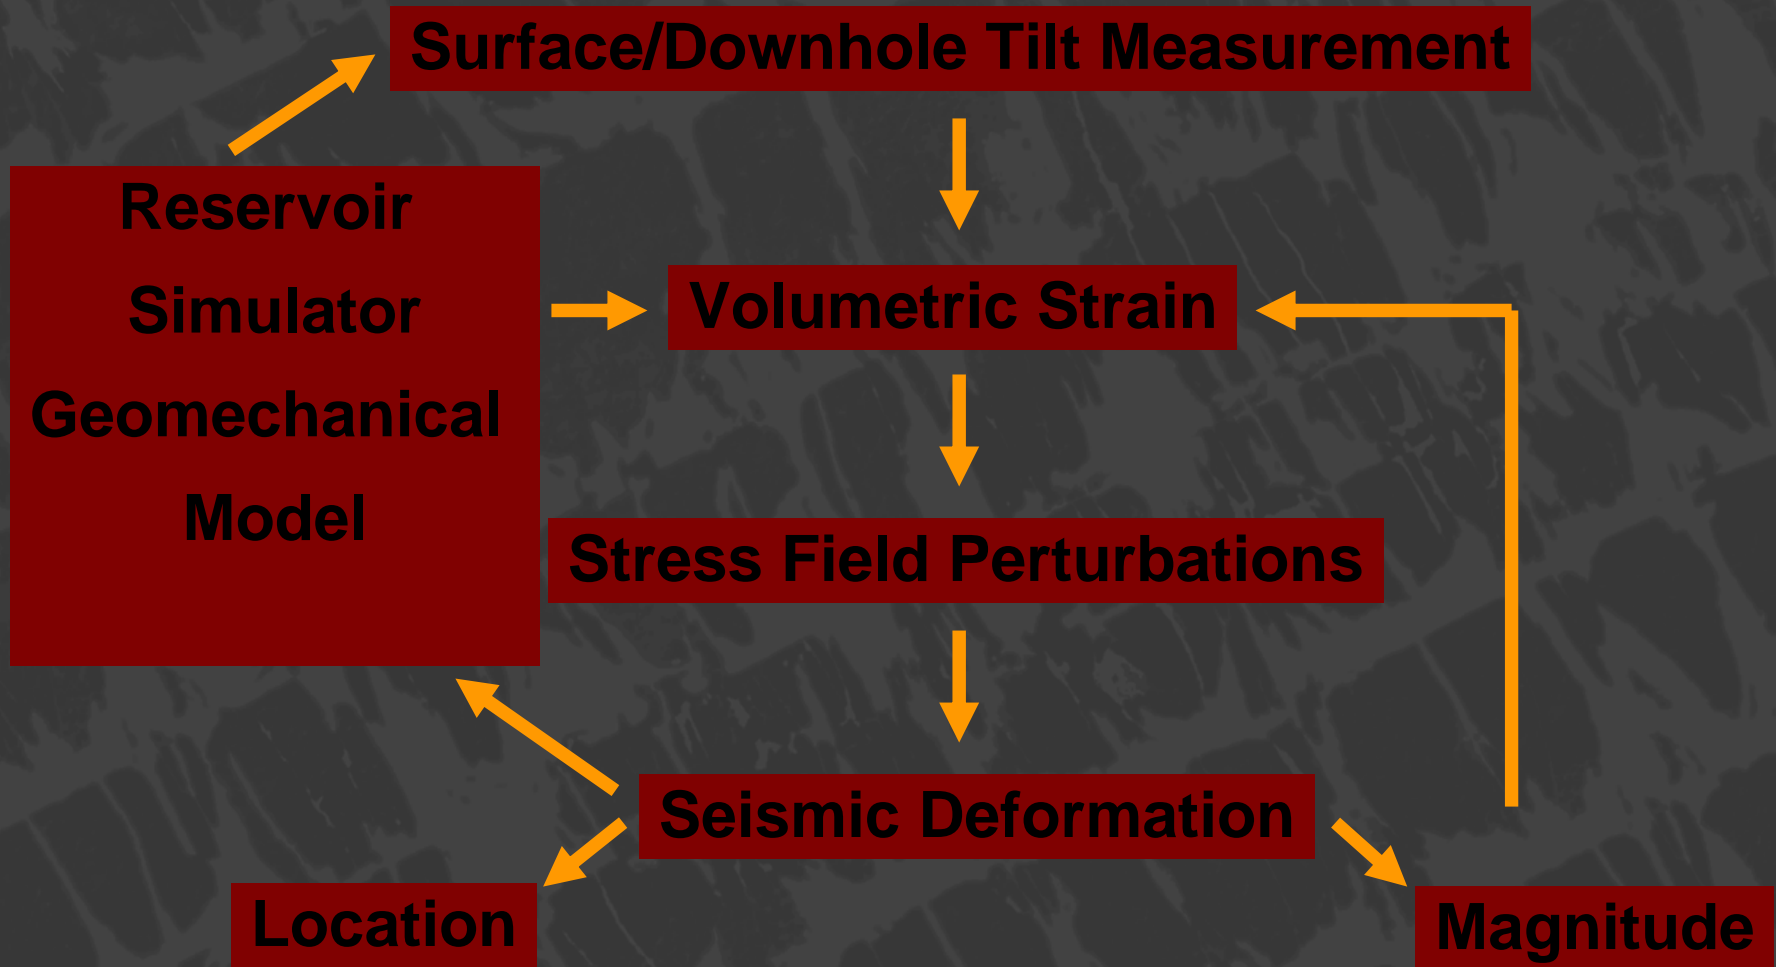 Surface/Downhole Tilt Measurement
Reservoir
Simulator
Geomechanical
Model
Volumetric Strain
Stress Field Perturbations
Seismic Deformation
Location
Magnitude